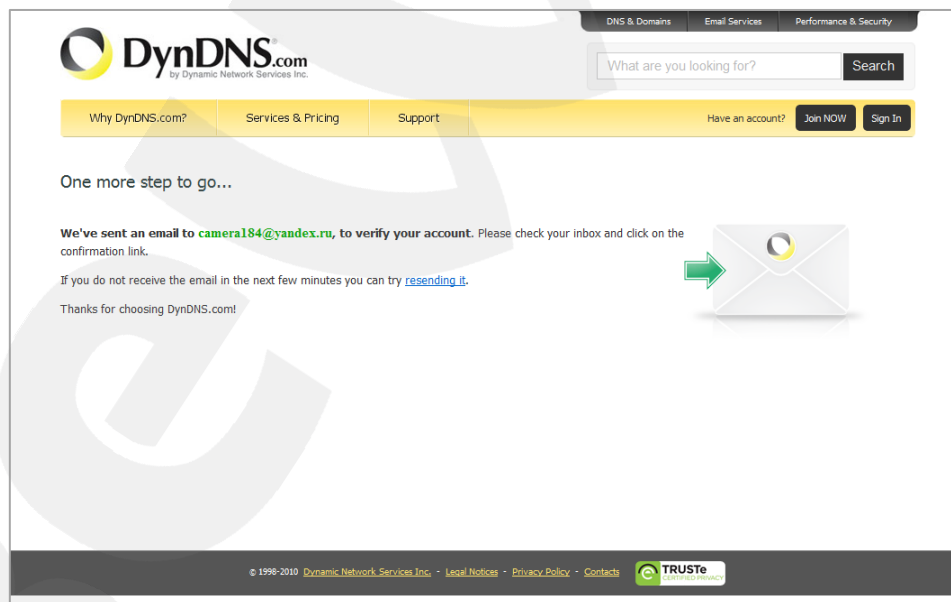 DNS & Domains Email Services Performance & Security
DynDNS.com
by Dynamic Network Services Inc.
What are you looking for? Search
Why DynDNS.com? Services & Pricing Support Have an account? Join NOW Sign In
One more step to go...
We've sent an email to camera184@yandex.ru, to verify your account. Please check your inbox and click on the
confirmation link.
If you do not receive the email in the next few minutes you can try resending it.
Thanks for choosing DynDNS.com!
© 1998-2010 Dynamic Network Services Inc. - Legal Notices - Privacy Policy - Contacts TRUSTe
CERTIFIED PRIVACY